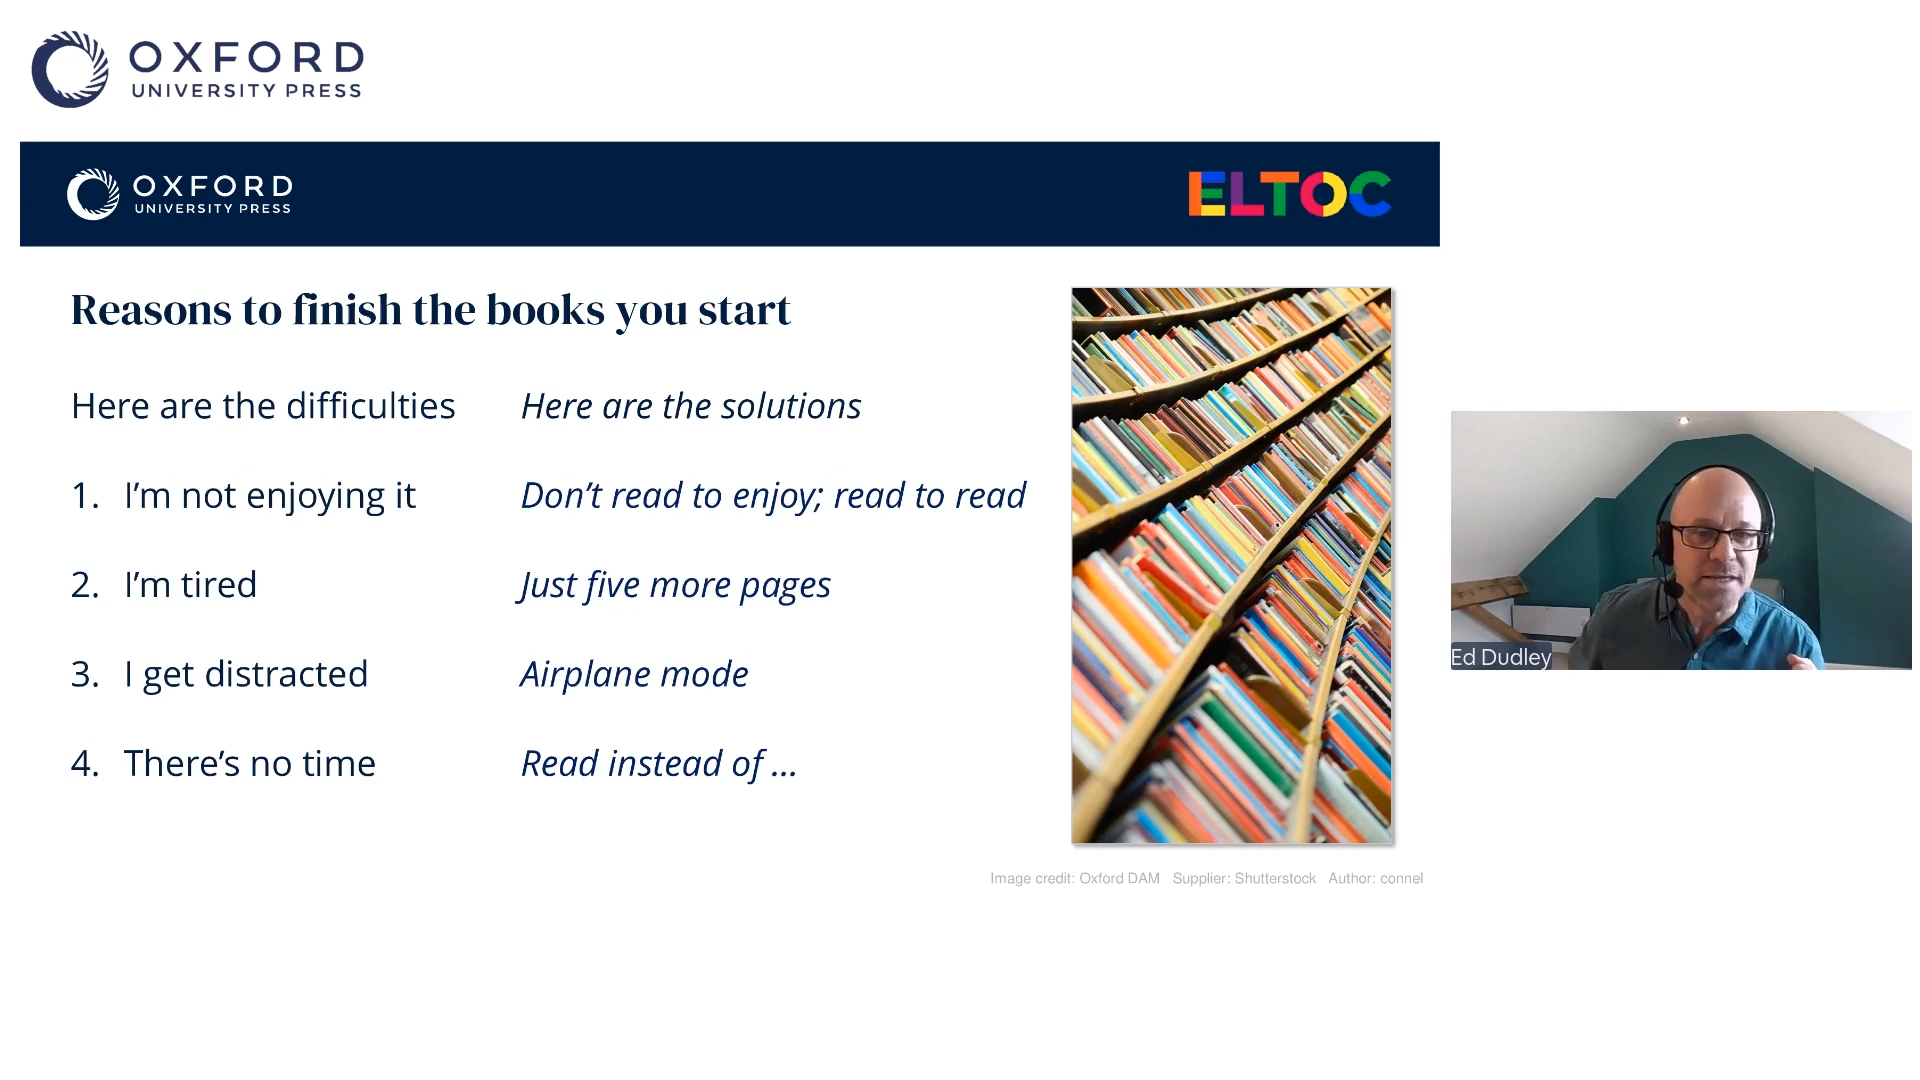 OXFORD
UNIVERSITY PRESS
OXFORD
UNIVERSITY PRESS
ELTOC
Reasons to finish the books you start
Here are the difficulties
Here are the solutions
1. I’m not enjoying it
Don’t read to enjoy; read to read
2. I’m tired
Just five more pages
3. I get distracted
Airplane mode
4. There’s no time
Read instead of ...
Ed Dudley
Image credit: Oxford DAM Supplier: Shutterstock Author: connel